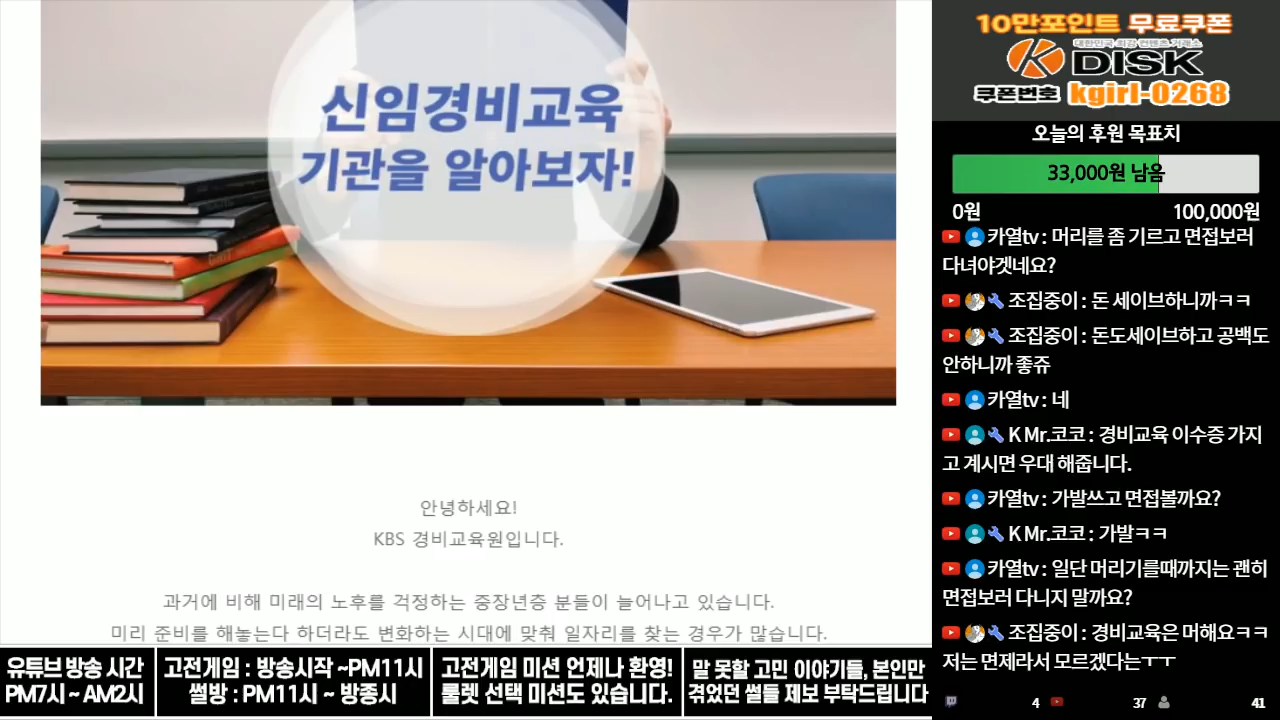 신임경비교육
기관을 알아보자!
안녕하세요!
KBS 경비교육원입니다.
과거에 비해 미래의 노후를 걱정하는 중장년층 분들이 늘어나고 있습니다.
미리 준비를 해놓는다 하더라도 변화하는 시대에 맞춰 일자리를 찾는 경우가 많습니다.
유튜브 방송 시간
PM7시 ~ AM2시
고전게임 : 방송시작 ~PM11시
썰방 : PM11시 ~ 방종시
고전게임 미션 언제나 환영!
룰렛 선택 미션도 있습니다.
말 못할 고민 이야기들, 본인만
겪었던 썰들 제보 부탁드립니다
10만포인트 무료쿠폰
대한민국 최강 컨텐츠 거래소
K DISK
쿠폰번호 kgirl-0268
오늘의 후원 목표치
33,000원 남음
0원 100,000원
카열tv : 머리를 좀 기르고 면접보러
다녀야겟네요?
조집중이 : 돈 세이브하니까ㅋㅋ
조집중이 : 돈도세이브하고 공백도
안하니까 좋쥬
카열tv : 네
K Mr.코코 : 경비교육 이수증 가지
고 계시면 우대 해줍니다.
카열tv : 가발쓰고 면접볼까요?
K Mr.코코 : 가발ㅋㅋ
카열tv : 일단 머리기를때까지는 괜히
면접보러 다니지 말까요?
조집중이 : 경비교육은 머해요ㅋㅋ
저는 면제라서 모르겠다는ㅜㅜ
4 37 41